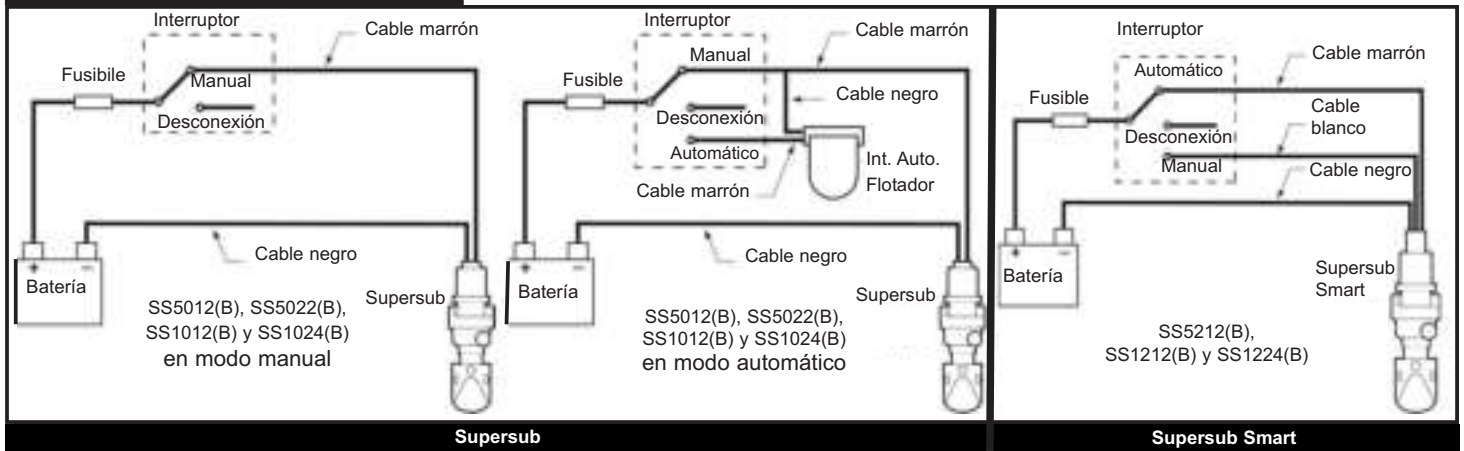 Interruptor
Cable marrón
Fusibile
Manual
Desconexión
Cable negro
+
−
Batería
Supersub
SS5012(B), SS5022(B),
SS1012(B) y SS1024(B)
en modo manual
Interruptor
Cable marrón
Manual
Fusible
Cable negro
Desconexión
Automático
Int. Auto.
Flotador
Cable marrón
Cable negro
+
−
Batería
Supersub
SS5012(B), SS5022(B),
SS1012(B) y SS1024(B)
en modo automático
Supersub
Interruptor
Cable marrón
Automático
Fusible
Cable
blanco
Desconexión
Manual
Cable negro
+
−
Batería
Supersub
Smart
SS5212(B),
SS1212(B) y SS1224(B)
Supersub Smart